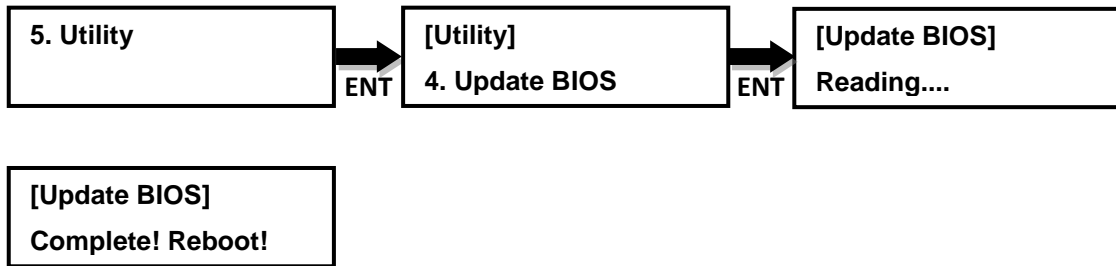 5. Utility
ENT
[Utility]
4. Update BIOS
ENT
[Update BIOS]
Reading....
[Update BIOS]
Complete! Reboot!